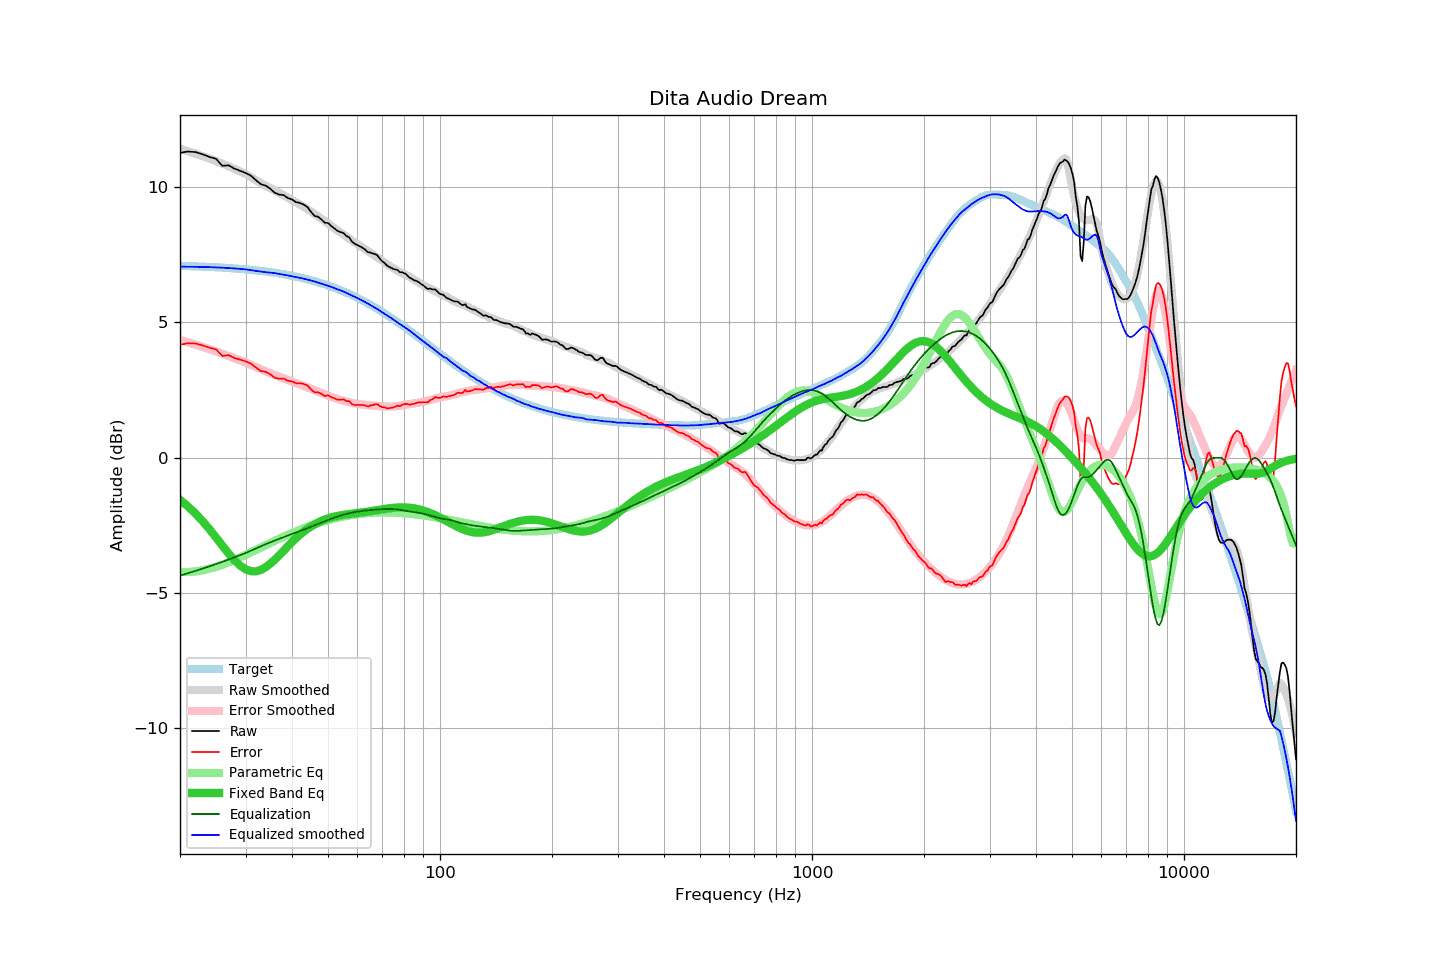 Dita Audio Dream
Amplitude (dBr)
10
5
0
−5
−10
Target
Raw Smoothed
Error Smoothed
Raw
Error
Parametric Eq
Fixed Band Eq
Equalization
Equalized smoothed
100
1000
10000
Frequency (Hz)